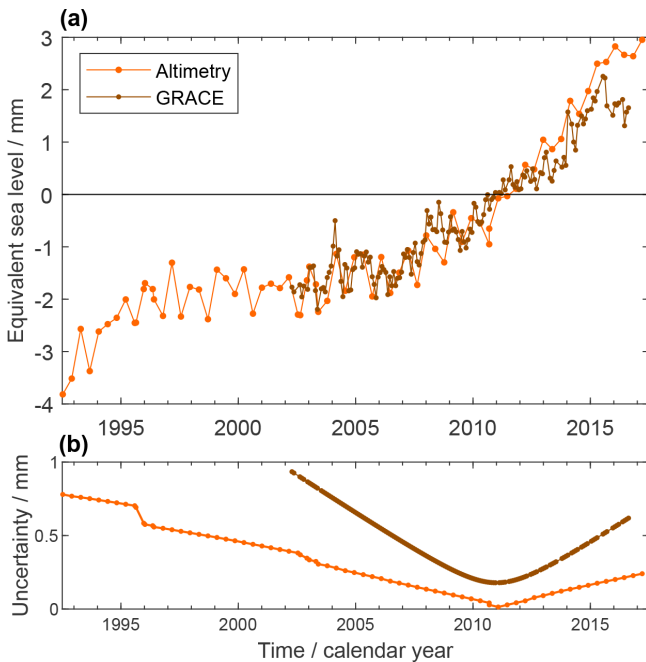 (a)
3
2
1
0
-1
-2
-3
-4
Equivalent sea level / mm
Altimetry
GRACE
1995 2000 2005 2010 2015
(b)
1
0.5
0
Uncertainty / mm
1995 2000 2005 2010 2015
Time / calendar year